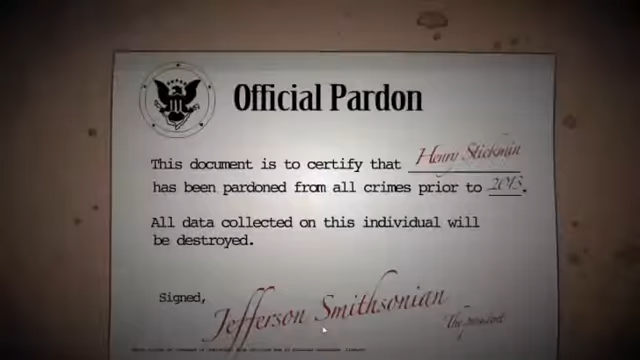 Official Pardon
This document is to certify that Henry Stickmin
has been pardoned from all crimes prior to 2013.
All data collected on this individual will
be destroyed.
Signed,
Jefferson Smithsonian
The president